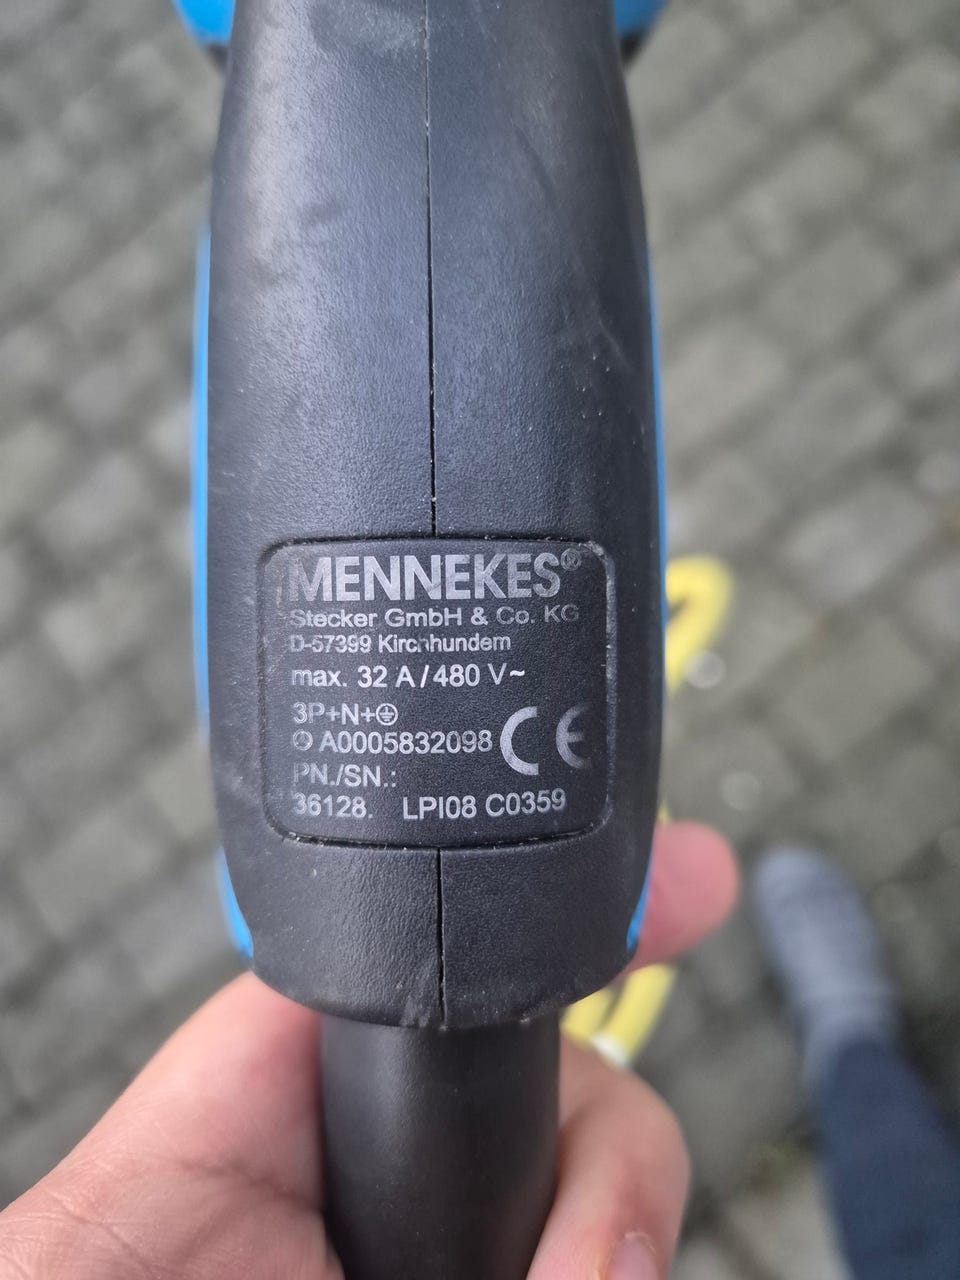 MENNEKES®
Stecker GmbH & Co. KG
D-57399 Kirchhundem
max. 32 A / 480 V~
3P+N+⏚
A0005832098
CE
PN./SN.:
36128. LPI08 C0359